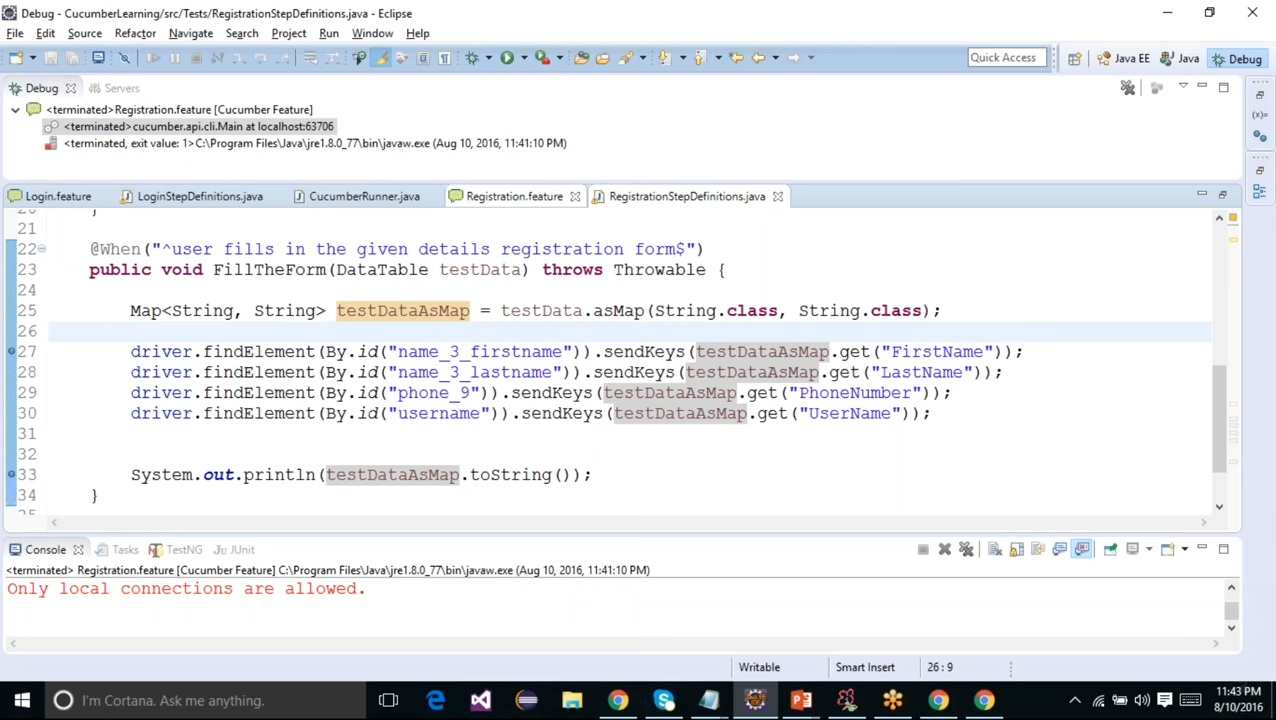 Debug - CucumberLearning/src/Tests/RegistrationStepDefinitions.java - Eclipse
File Edit Source Refactor Navigate Search Project Run Window Help
Quick Access Java EE Java Debug
Debug Servers
<terminated>Registration.feature [Cucumber Feature]
<terminated>cucumber.api.cli.Main at localhost:63706
<terminated, exit value: 1>C:\Program Files\Java\jre1.8.0_77\bin\javaw.exe (Aug 10, 2016, 11:41:10 PM)
Login.feature LoginStepDefinitions.java CucumberRunner.java Registration.feature RegistrationStepDefinitions.java
20 }
21
22 @When("^user fills in the given details registration form$")
23 public void FillTheForm(DataTable testData) throws Throwable {
24
25 Map<String, String> testDataAsMap = testData.asMap(String.class, String.class);
26
27 driver.findElement(By.id("name_3_firstname")).sendKeys(testDataAsMap.get("FirstName"));
28 driver.findElement(By.id("name_3_lastname")).sendKeys(testDataAsMap.get("LastName"));
29 driver.findElement(By.id("phone_9")).sendKeys(testDataAsMap.get("PhoneNumber"));
30 driver.findElement(By.id("username")).sendKeys(testDataAsMap.get("UserName"));
31
32
33 System.out.println(testDataAsMap.toString());
34 }
35
Console Tasks TestNG JUnit
<terminated> Registration.feature [Cucumber Feature] C:\Program Files\Java\jre1.8.0_77\bin\javaw.exe (Aug 10, 2016, 11:41:10 PM)
Only local connections are allowed.
Writable Smart Insert 26 : 9
I'm Cortana. Ask me anything.
11:43 PM
8/10/2016